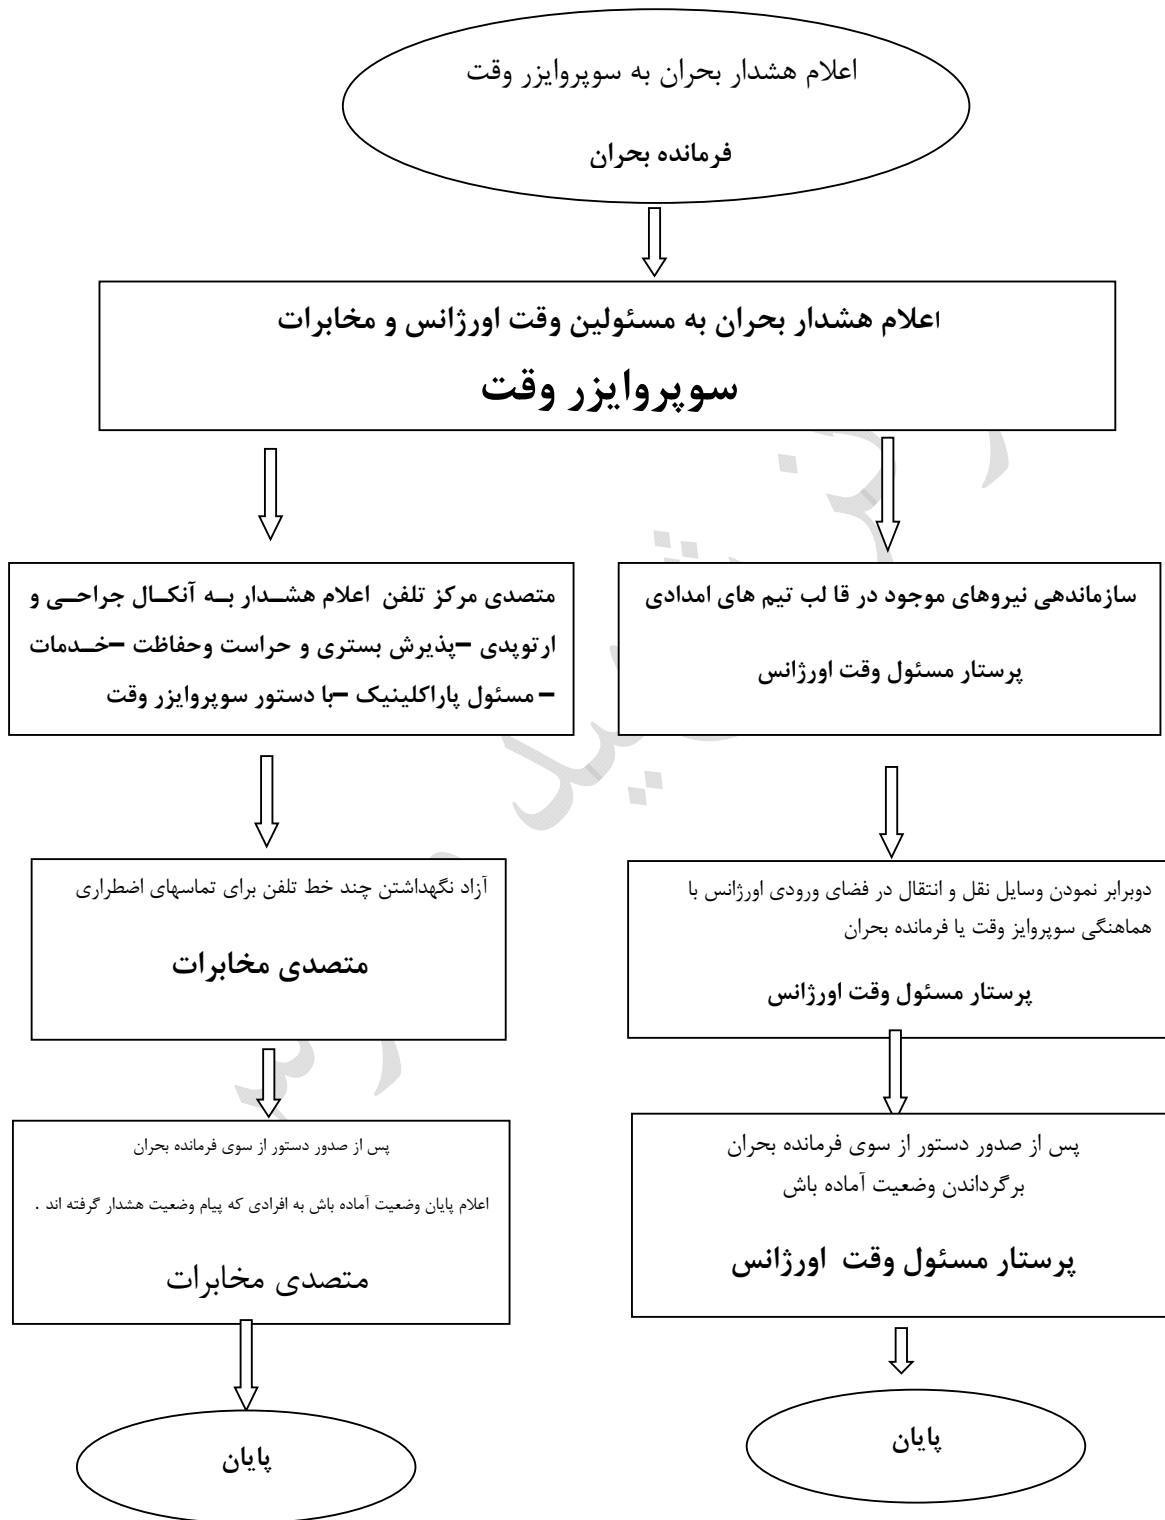 اعلام هشدار بحران به سوپروایزر وقت
فرمانده بحران
اعلام هشدار بحران به مسئولین وقت اورژانس و مخابرات
سوپروایزر وقت
سازماندهی نیروهای موجود در قا لب تیم های امدادی
پرستار مسئول وقت اورژانس
متصدی مرکز تلفن اعلام هشدار به آنکال جراحی و
ارتوپدی –پذیرش بستری و حراست وحفاظت –خدمات
– مسئول پاراکلینیک –با دستور سوپروایزر وقت
دوبرابر نمودن وسایل نقل و انتقال در فضای ورودی اورژانس با
هماهنگی سوپروایز وقت یا فرمانده بحران
پرستار مسئول وقت اورژانس
آزاد نگهداشتن چند خط تلفن برای تماسهای اضطراری
متصدی مخابرات
پس از صدور دستور از سوی فرمانده بحران
برگرداندن وضعیت آماده باش
پرستار مسئول وقت اورژانس
پس از صدور دستور از سوی فرمانده بحران
اعلام پایان وضعیت آماده باش به افرادی که پیام وضعیت هشدار گرفته اند .
متصدی مخابرات
پایان
پایان